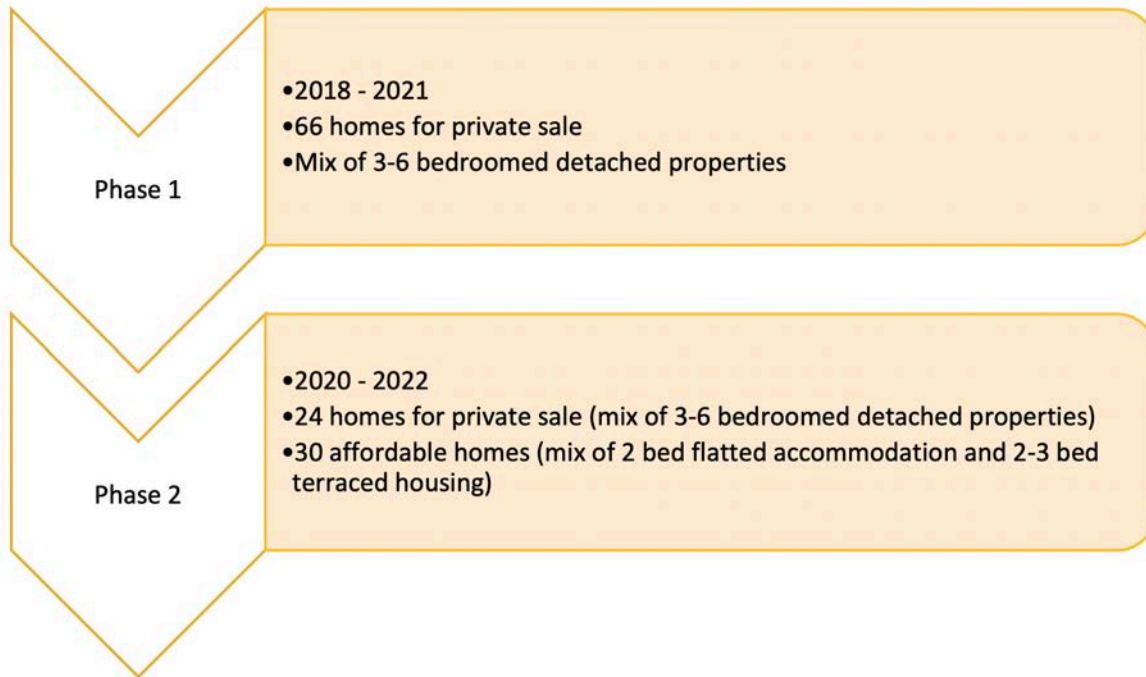 Phase 1
•2018 - 2021
•66 homes for private sale
•Mix of 3-6 bedroomed detached properties
Phase 2
•2020 - 2022
•24 homes for private sale (mix of 3-6 bedroomed detached properties)
•30 affordable homes (mix of 2 bed flatted accommodation and 2-3 bed
terraced housing)